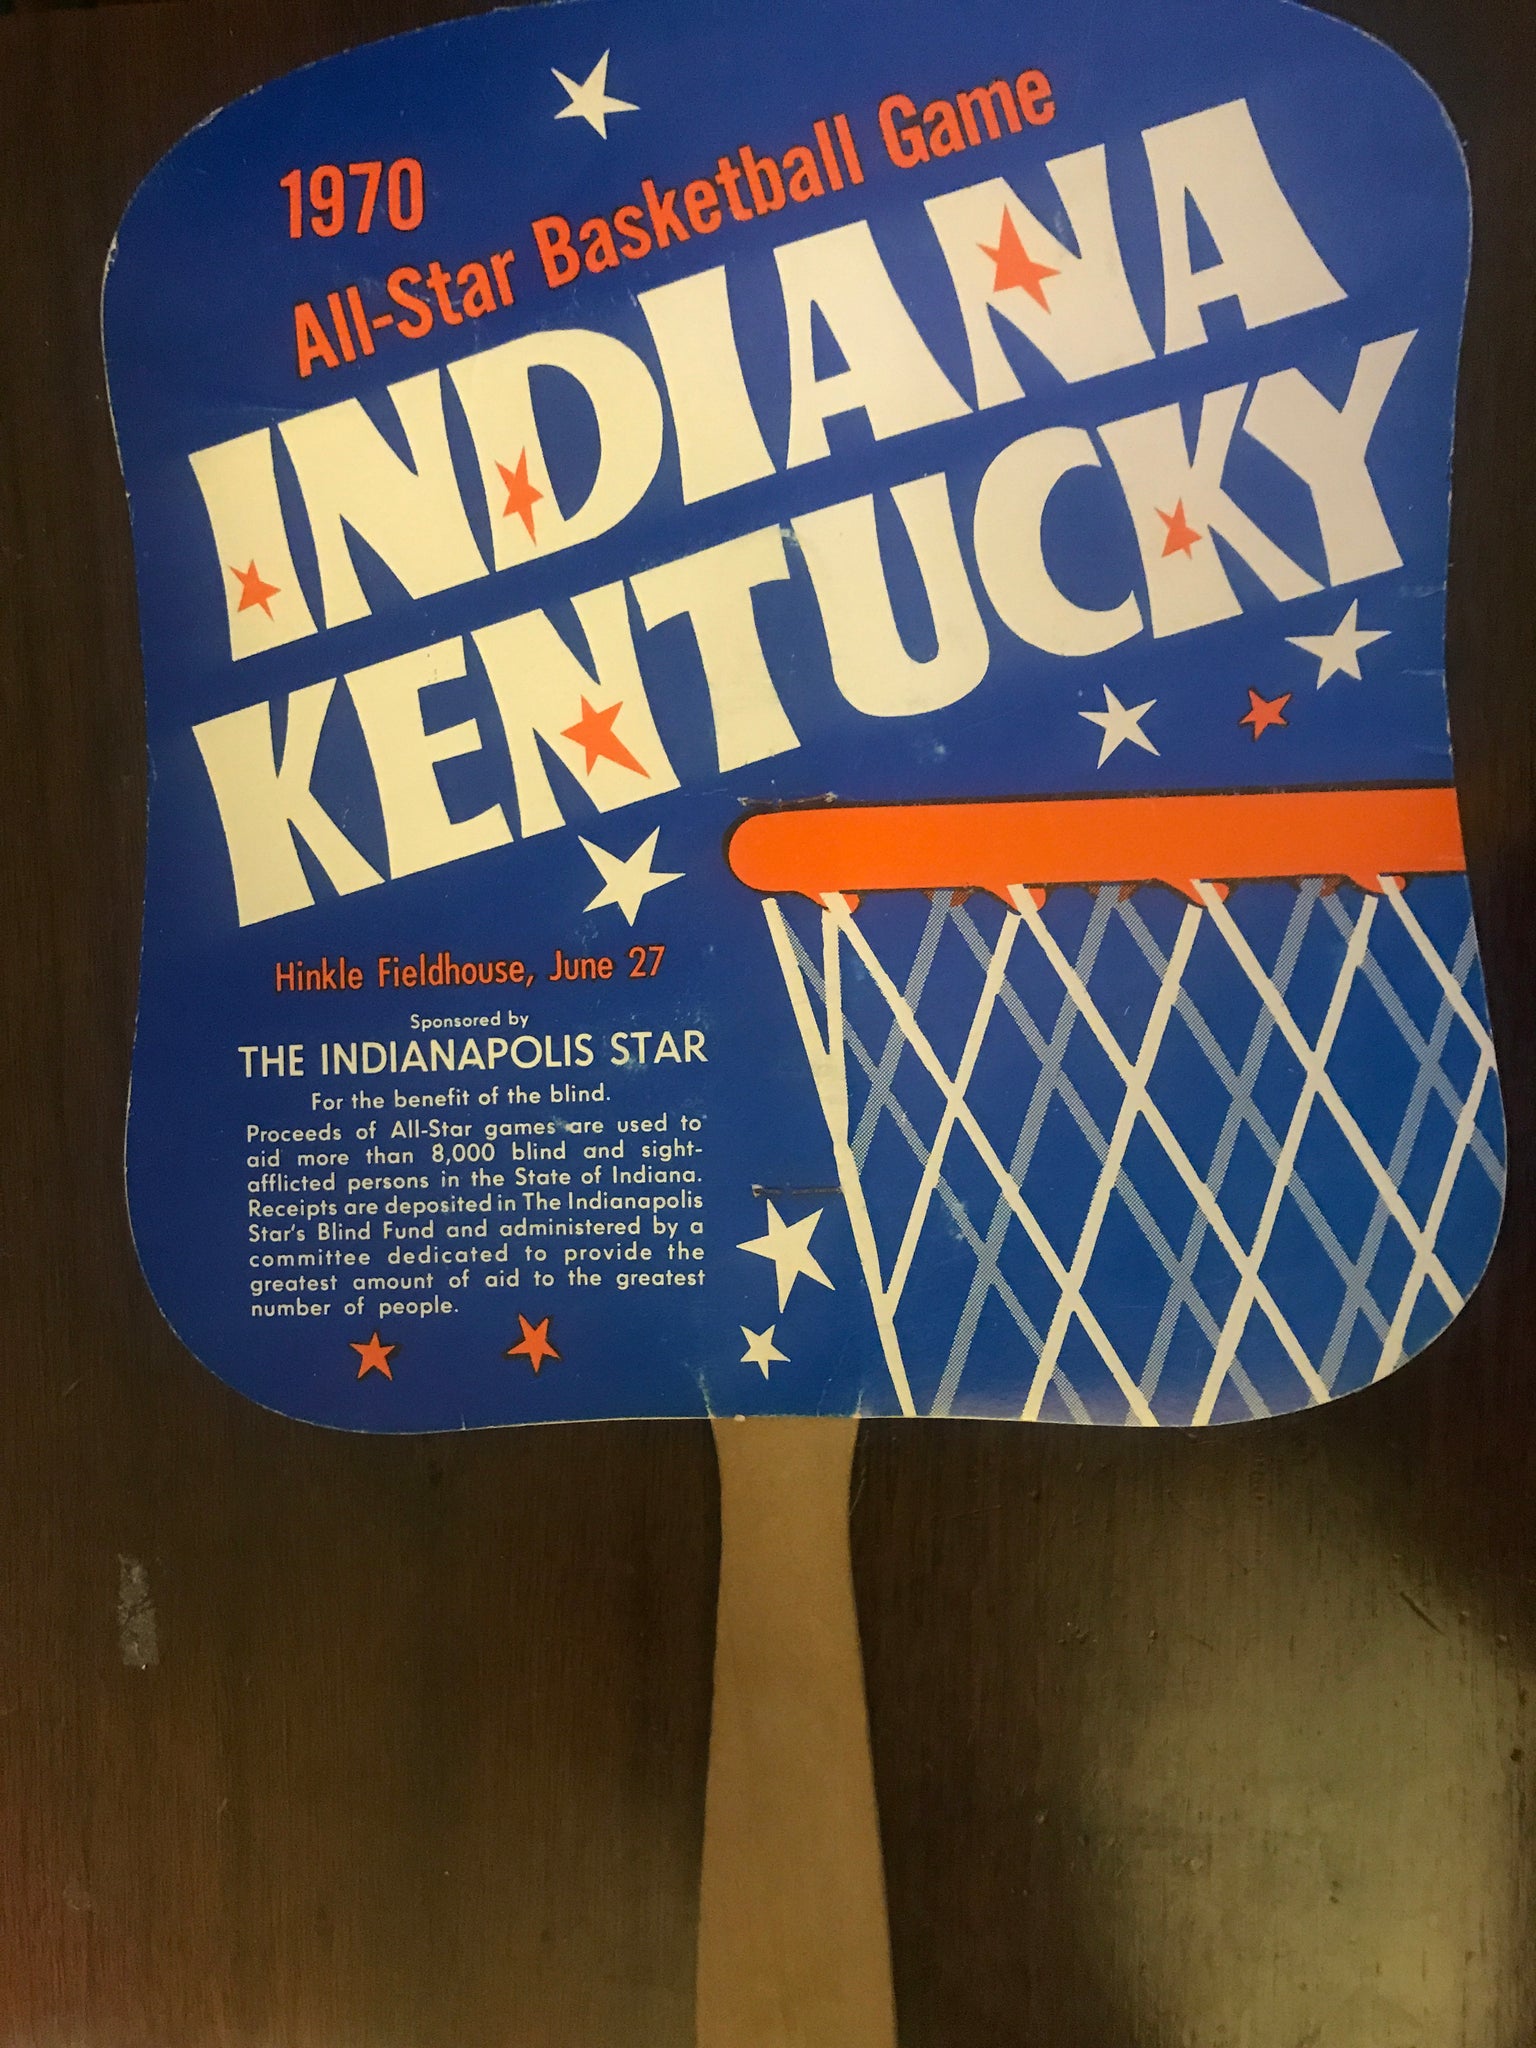 1970
All-Star Basketball Game
INDIANA
KENTUCKY
Hinkle Fieldhouse, June 27
Sponsored by
THE INDIANAPOLIS STAR
For the benefit of the blind.
Proceeds of All-Star games are used to
aid more than 8,000 blind and sight-
afflicted persons in the State of Indiana.
Receipts are deposited in The Indianapolis
Star's Blind Fund and administered by a
committee dedicated to provide the
greatest amount of aid to the greatest
number of people.